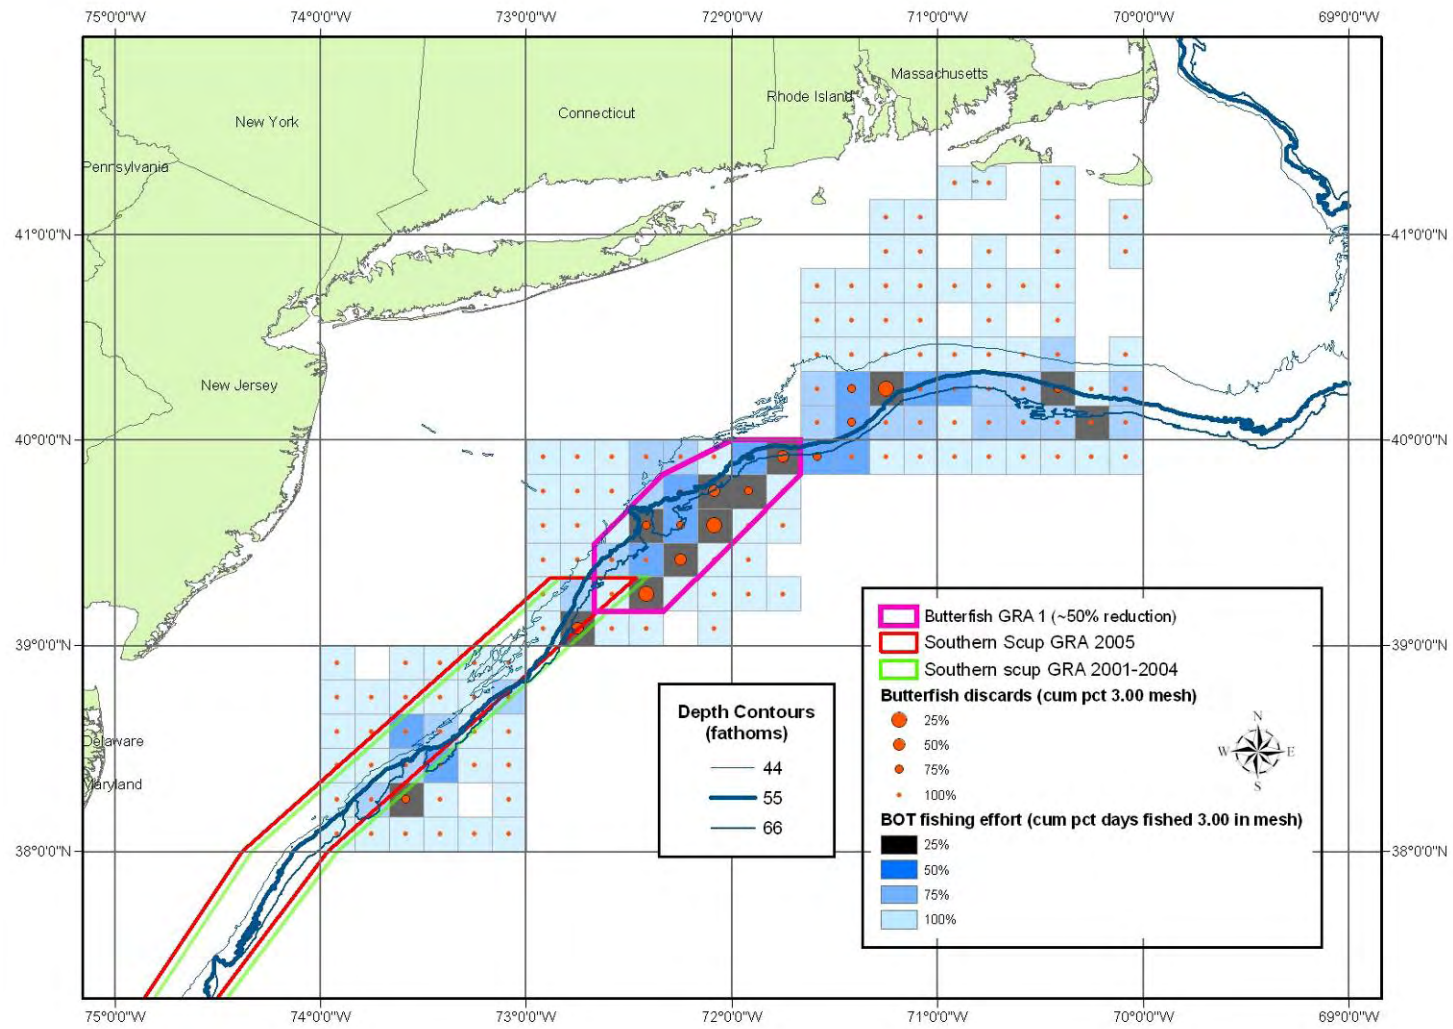 75°0'0"W 74°0'0"W 73°0'0"W 72°0'0"W 71°0'0"W 70°0'0"W 69°0'0"W
Massachusetts
Rhode Island
Connecticut
New York
Pennsylvania
41°0'0"N 41°0'0"N
New Jersey
40°0'0"N 40°0'0"N
Butterfish GRA 1 (~50% reduction)
39°0'0"N 39°0'0"N
Southern Scup GRA 2005
Southern scup GRA 2001-2004
Butterfish discards (cum pct 3.00 mesh)
25%
50%
75%
100%
BOT fishing effort (cum pct days fished 3.00 in mesh)
25%
50%
75%
100%
N
W E
S
Depth Contours
(fathoms)
44
55
66
Delaware
Maryland
38°0'0"N 38°0'0"N
75°0'0"W 74°0'0"W 73°0'0"W 72°0'0"W 71°0'0"W 70°0'0"W 69°0'0"W